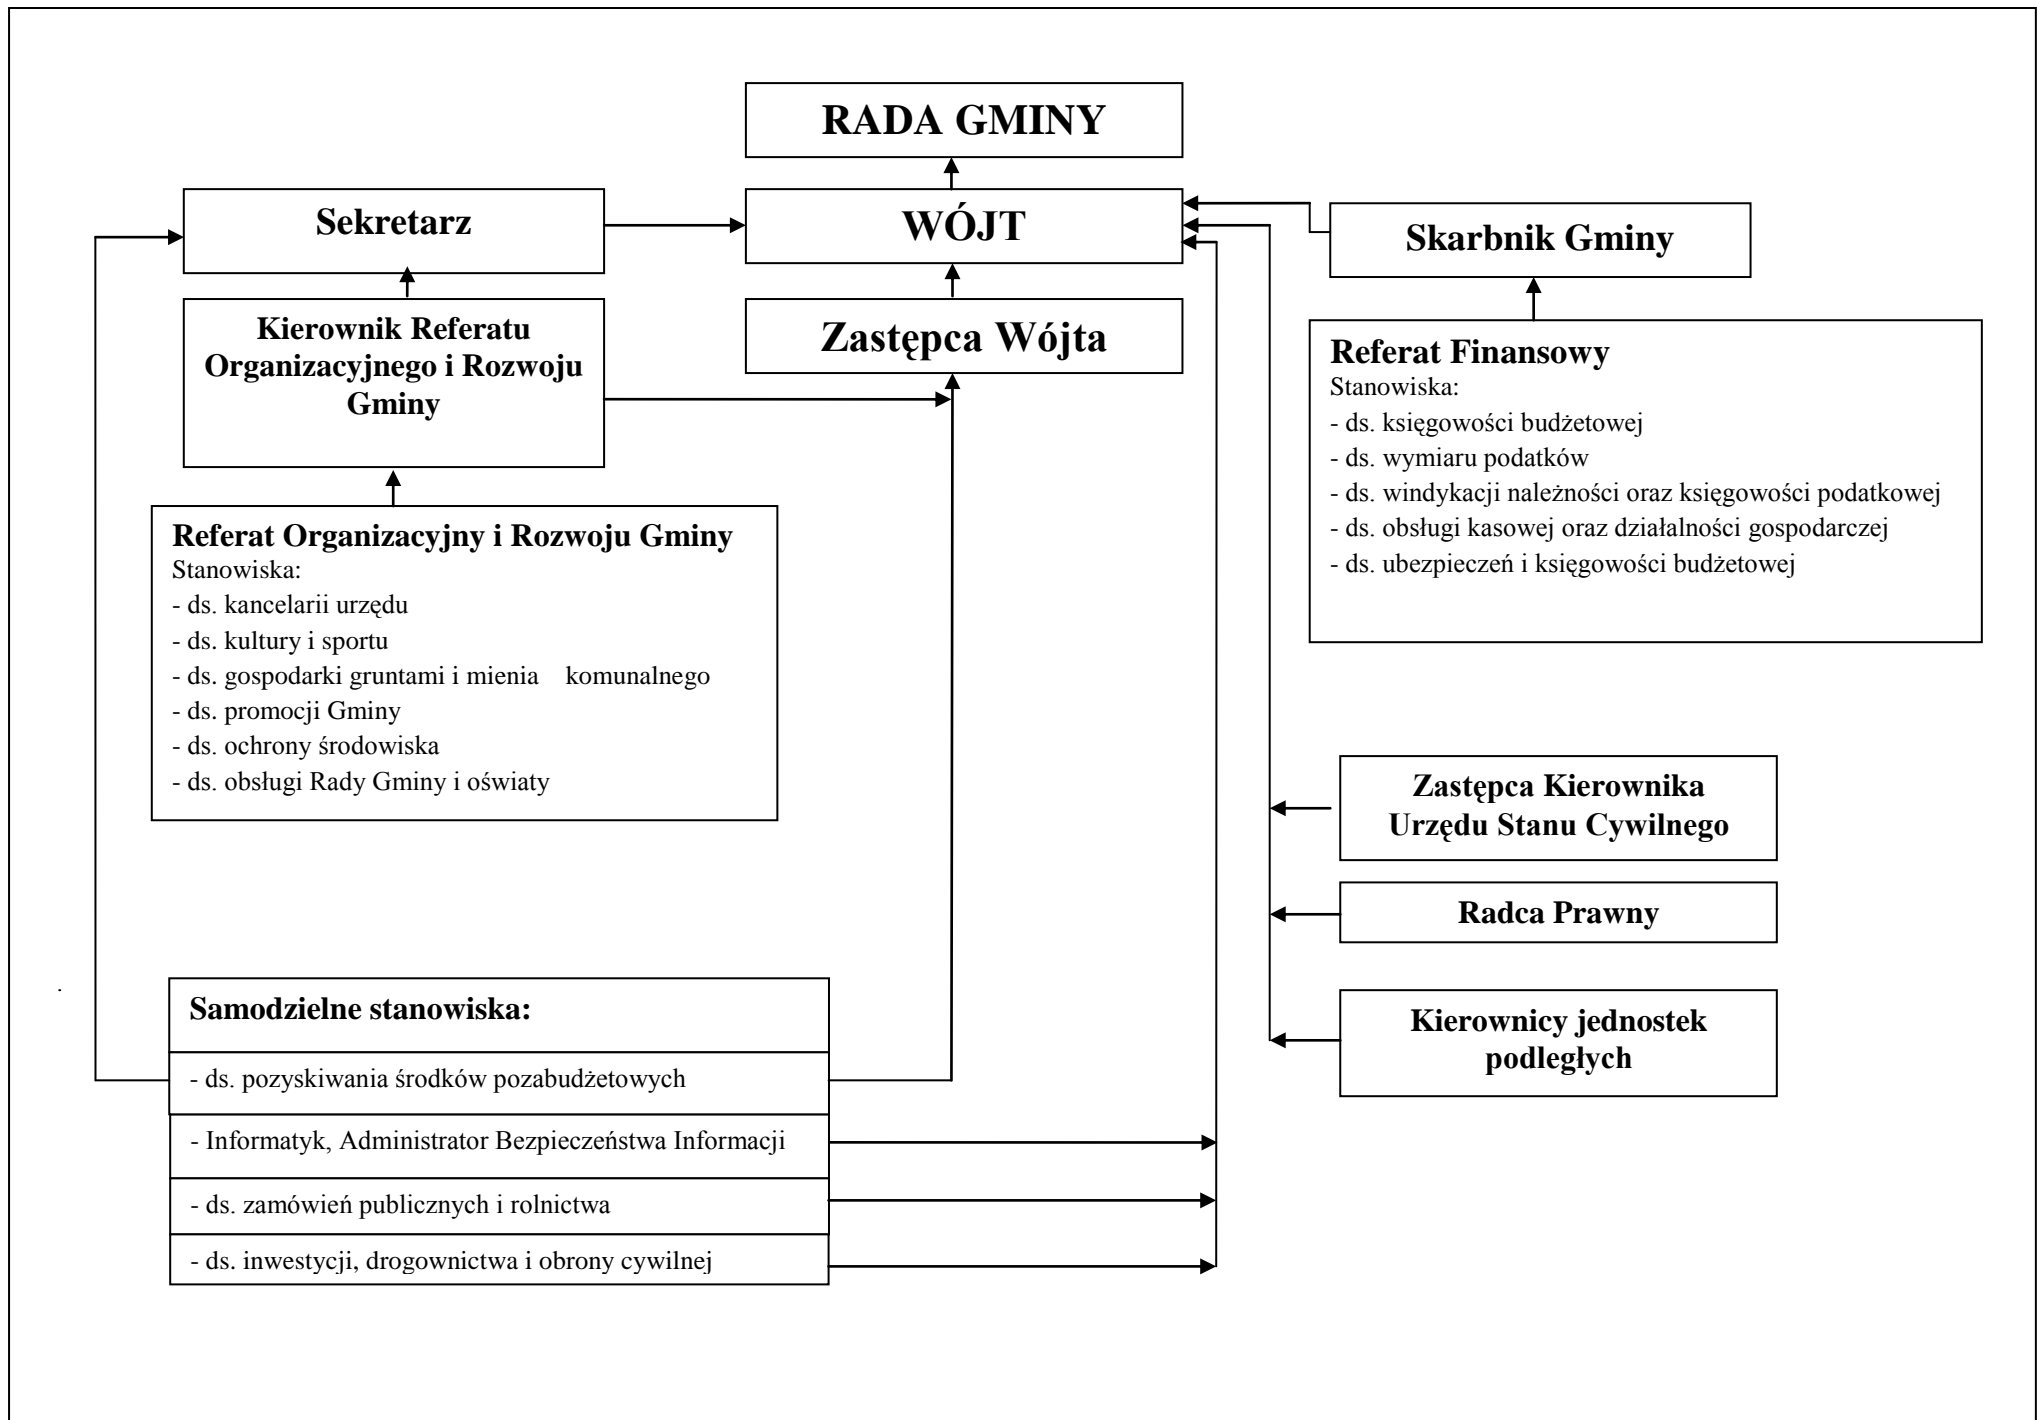 RADA GMINY
Sekretarz
WÓJT
Skarbnik Gminy
Kierownik Referatu
Organizacyjnego i Rozwoju
Gminy
Zastępca Wójta
Referat Finansowy
Stanowiska:
- ds. księgowości budżetowej
- ds. wymiaru podatków
- ds. windykacji należności oraz księgowości podatkowej
- ds. obsługi kasowej oraz działalności gospodarczej
- ds. ubezpieczeń i księgowości budżetowej
Referat Organizacyjny i Rozwoju Gminy
Stanowiska:
- ds. kancelarii urzędu
- ds. kultury i sportu
- ds. gospodarki gruntami i mienia komunalnego
- ds. promocji Gminy
- ds. ochrony środowiska
- ds. obsługi Rady Gminy i oświaty
Zastępca Kierownika
Urzędu Stanu Cywilnego
Radca Prawny
Kierownicy jednostek
podległych
Samodzielne stanowiska:
- ds. pozyskiwania środków pozabudżetowych
- Informatyk, Administrator Bezpieczeństwa Informacji
- ds. zamówień publicznych i rolnictwa
- ds. inwestycji, drogownictwa i obrony cywilnej